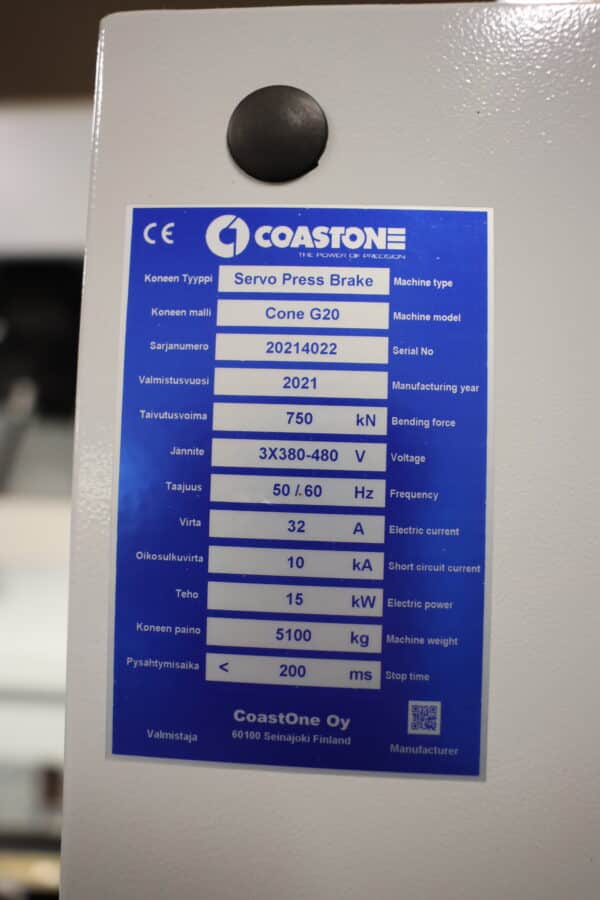 CE COASTONE
THE POWER OF PRECISION
Koneen Tyyppi Servo Press Brake Machine type
Koneen malli Cone G20 Machine model
Sarjanumero 20214022 Serial No
Valmistusvuosi 2021 Manufacturing year
Taivutusvoima 750 kN Bending force
Jännite 3X380-480 V Voltage
Taajuus 50 / 60 Hz Frequency
Virta 32 A Electric current
Oikosulkuvirta 10 kA Short circuit current
Teho 15 kW Electric power
Koneen paino 5100 kg Machine weight
Pysähtymisaika < 200 ms Stop time
CoastOne Oy
Valmistaja 60100 Seinäjoki Finland Manufacturer